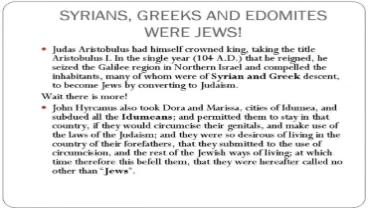 SYRIANS, GREEKS AND EDOMITES
WERE JEWS!
• Judas Aristobulus had himself crowned king, taking the title
Aristobulus I. In the single year (104 A.D.) that he reigned, he
seized the Galilee region in Northern Israel and compelled the
inhabitants, many of whom were of Syrian and Greek descent,
to become Jews by converting to Judaism.
Wait there is more!
• John Hyrcanus also took Dora and Marissa, cities of Idumea, and
subdued all the Idumeans; and permitted them to stay in that
country, if they would circumcise their genitals, and make use of
the laws of the Judaism; and they were so desirous of living in the
country of their forefathers, that they submitted to the use of
circumcision, and the rest of the Jewish ways of living; at which
time therefore this befell them, that they were hereafter called no
other than "Jews".